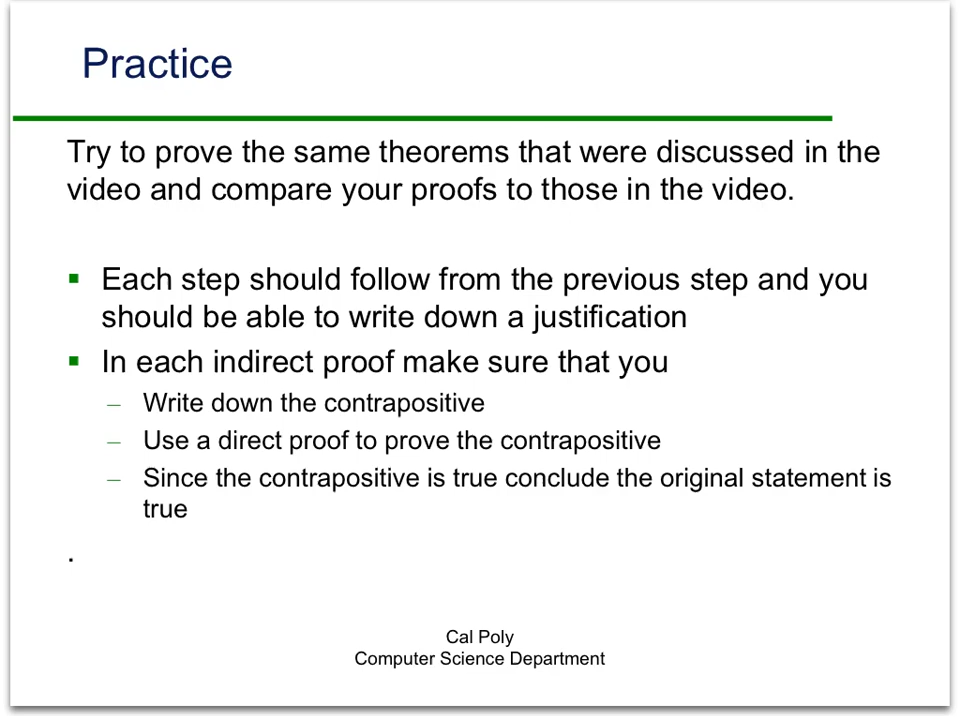 Practice
Try to prove the same theorems that were discussed in the
video and compare your proofs to those in the video.
▪ Each step should follow from the previous step and you
should be able to write down a justification
▪ In each indirect proof make sure that you
– Write down the contrapositive
– Use a direct proof to prove the contrapositive
– Since the contrapositive is true conclude the original statement is
true
.
Cal Poly
Computer Science Department